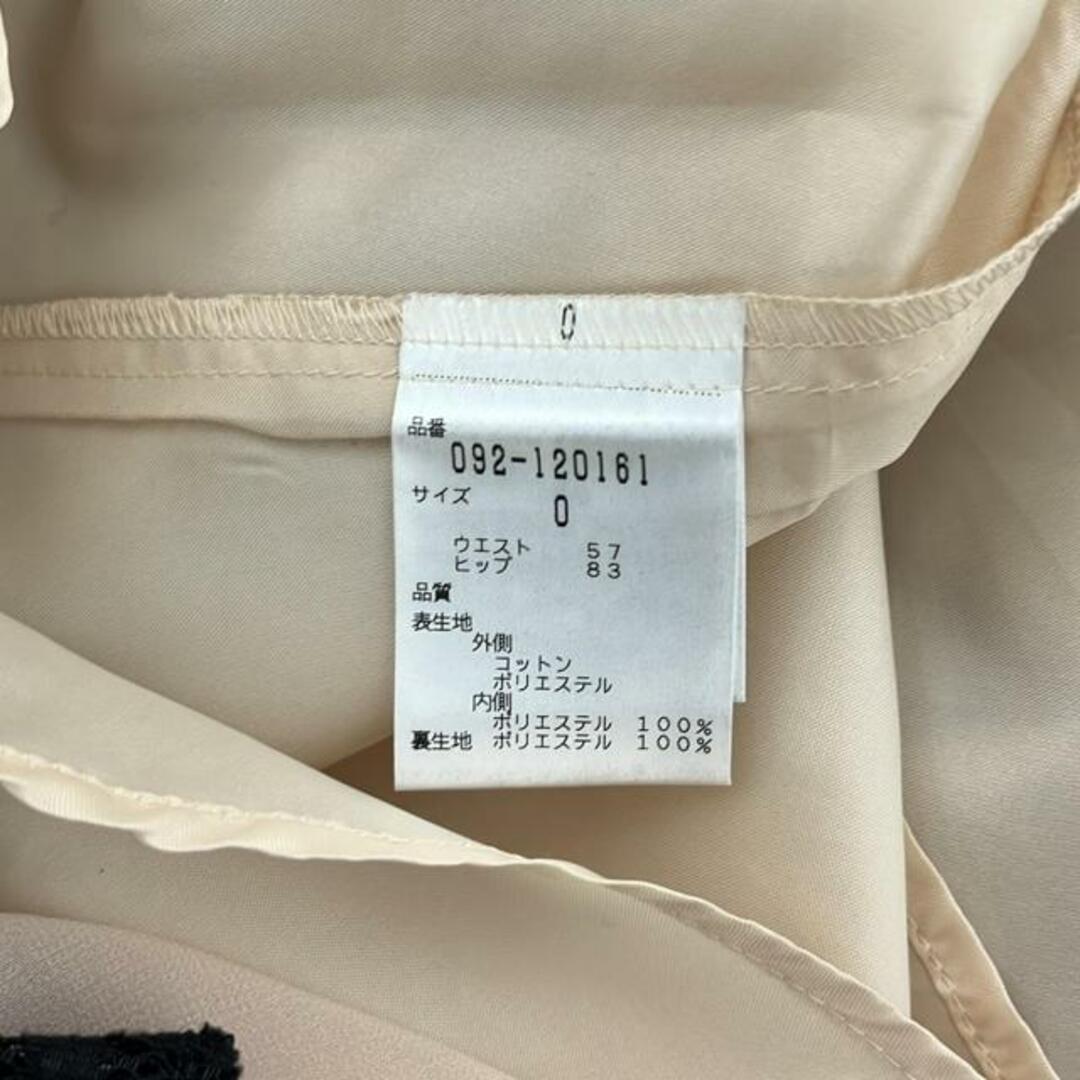 0
品番
092-120161
サイズ
0
ウエスト 57
ヒップ 83
品質
表生地
外側
コットン
ポリエステル
内側
ポリエステル 100%
裏生地 ポリエステル 100%